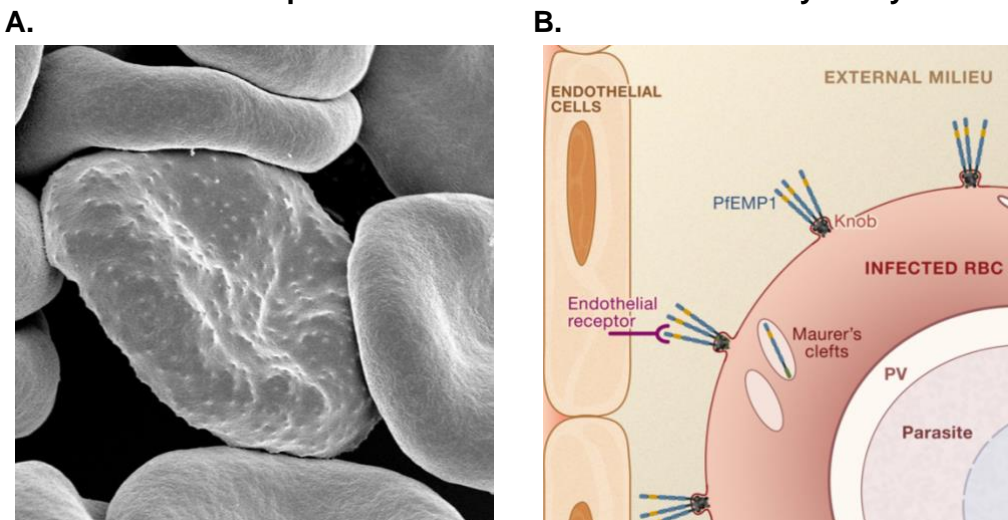 A.
B.
ENDOTHELIAL
CELLS
EXTERNAL MILIEU
PfEMP1
Knob
INFECTED RBC
Endothelial
receptor
Maurer's
clefts
PV
Parasite